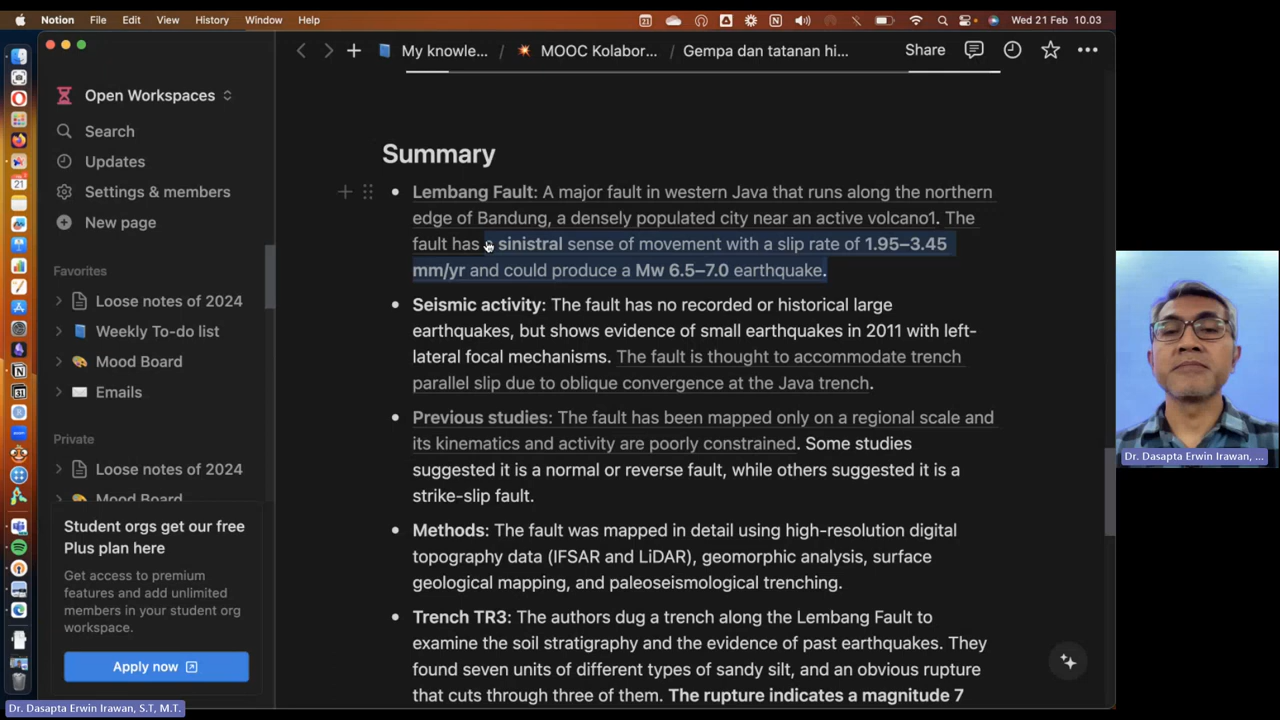 Notion File Edit View History Window Help
21
Wed 21 Feb 10.03
My knowle... / MOOC Kolabor... / Gempa dan tatanan hi...
Share
Open Workspaces
Search
Updates
Settings & members
New page
Favorites
Loose notes of 2024
Weekly To-do list
Mood Board
Emails
Private
Loose notes of 2024
Mood Board
Student orgs get our free
Plus plan here
Get access to premium
features and add unlimited
members in your student org
workspace.
Apply now
Summary
Lembang Fault: A major fault in western Java that runs along the northern
edge of Bandung, a densely populated city near an active volcano1. The
fault has a sinistral sense of movement with a slip rate of 1.95–3.45
mm/yr and could produce a Mw 6.5–7.0 earthquake.
Seismic activity: The fault has no recorded or historical large
earthquakes, but shows evidence of small earthquakes in 2011 with left-
lateral focal mechanisms. The fault is thought to accommodate trench
parallel slip due to oblique convergence at the Java trench.
Previous studies: The fault has been mapped only on a regional scale and
its kinematics and activity are poorly constrained. Some studies
suggested it is a normal or reverse fault, while others suggested it is a
strike-slip fault.
Methods: The fault was mapped in detail using high-resolution digital
topography data (IFSAR and LiDAR), geomorphic analysis, surface
geological mapping, and paleoseismological trenching.
Trench TR3: The authors dug a trench along the Lembang Fault to
examine the soil stratigraphy and the evidence of past earthquakes. They
found seven units of different types of sandy silt, and an obvious rupture
that cuts through three of them. The rupture indicates a magnitude 7
Dr. Dasapta Erwin Irawan, ...
Dr. Dasapta Erwin Irawan, S.T, M.T.